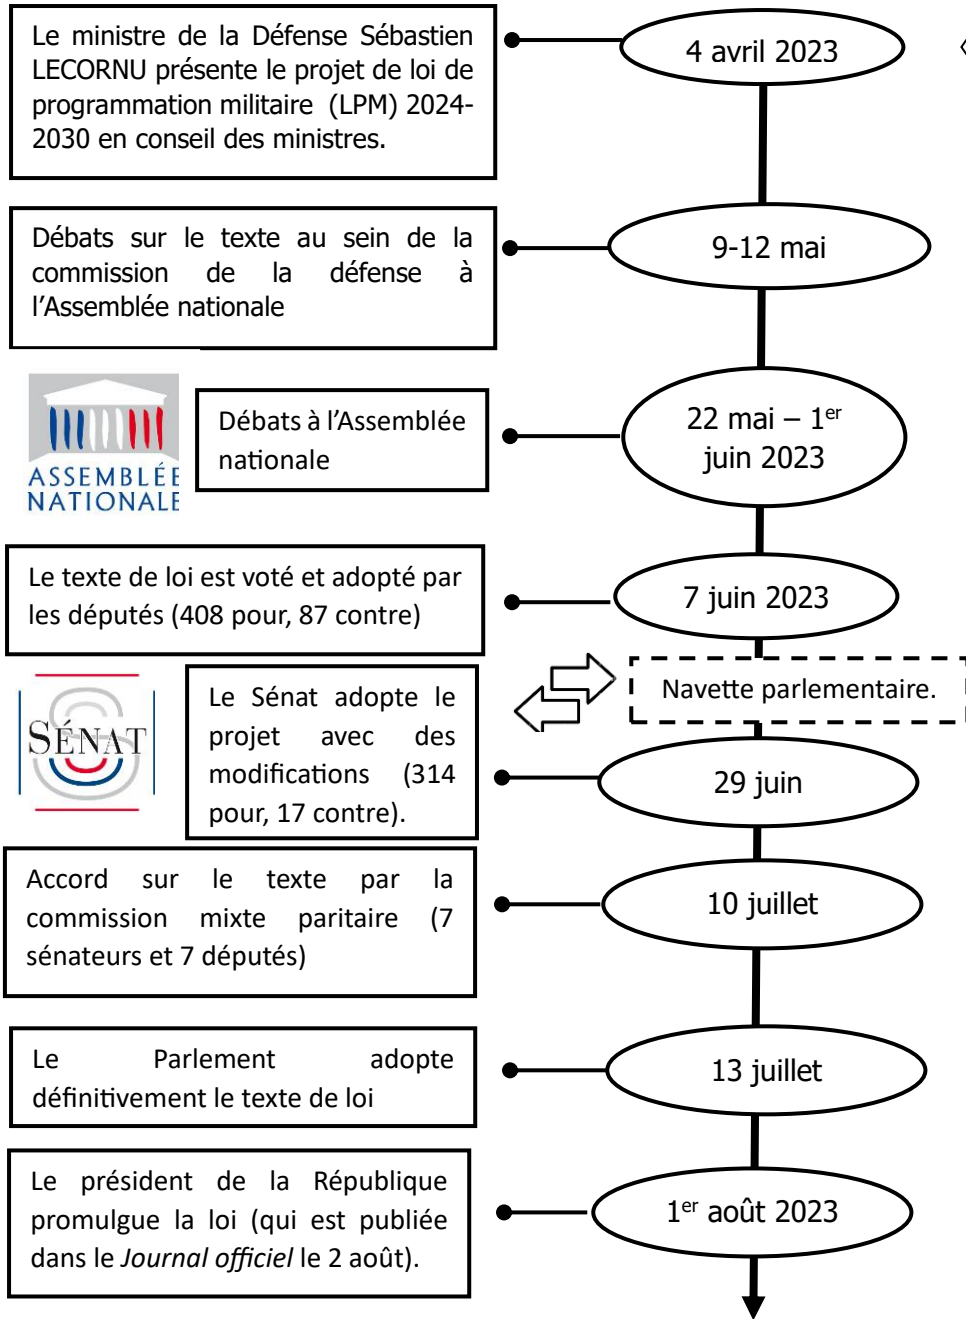 Le ministre de la Défense Sébastien
LECORNU présente le projet de loi de
programmation militaire (LPM) 2024-
2030 en conseil des ministres.
4 avril 2023
Débats sur le texte au sein de la
commission de la défense à
l'Assemblée nationale
9-12 mai
ASSEMBLÉE
NATIONALE
Débats à l'Assemblée
nationale
22 mai – 1er
juin 2023
Le texte de loi est voté et adopté par
les députés (408 pour, 87 contre)
7 juin 2023
Navette parlementaire.
SÉNAT
Le Sénat adopte le
projet avec des
modifications (314
pour, 17 contre).
29 juin
Accord sur le texte par la
commission mixte paritaire (7
sénateurs et 7 députés)
10 juillet
Le Parlement adopte
définitivement le texte de loi
13 juillet
Le président de la République
promulgue la loi (qui est publiée
dans le Journal officiel le 2 août).
1er août 2023